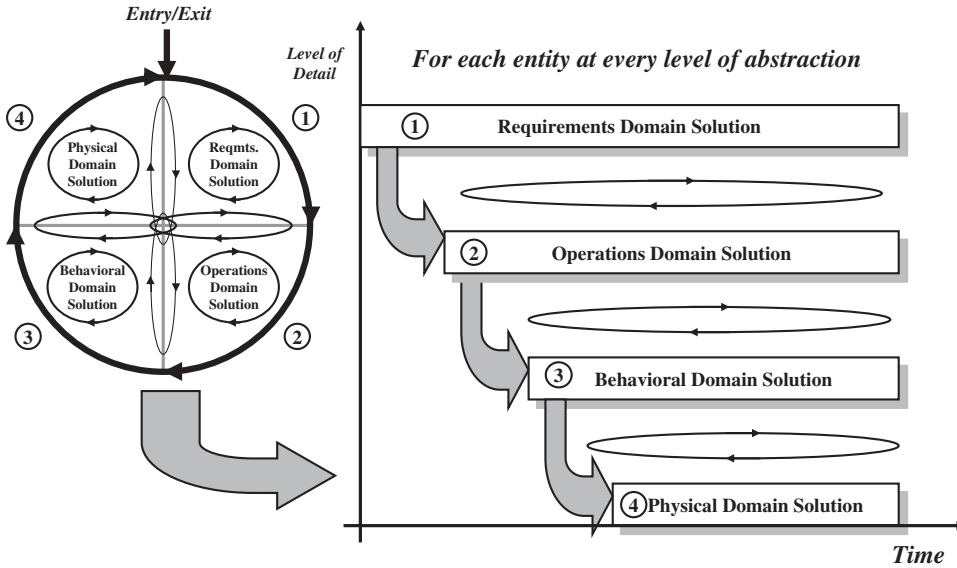 Entry/Exit
4
1
Physical
Domain
Solution
Reqmts.
Domain
Solution
Behavioral
Domain
Solution
Operations
Domain
Solution
3
2
Level of
Detail
For each entity at every level of abstraction
1 Requirements Domain Solution
2 Operations Domain Solution
3 Behavioral Domain Solution
4 Physical Domain Solution
Time